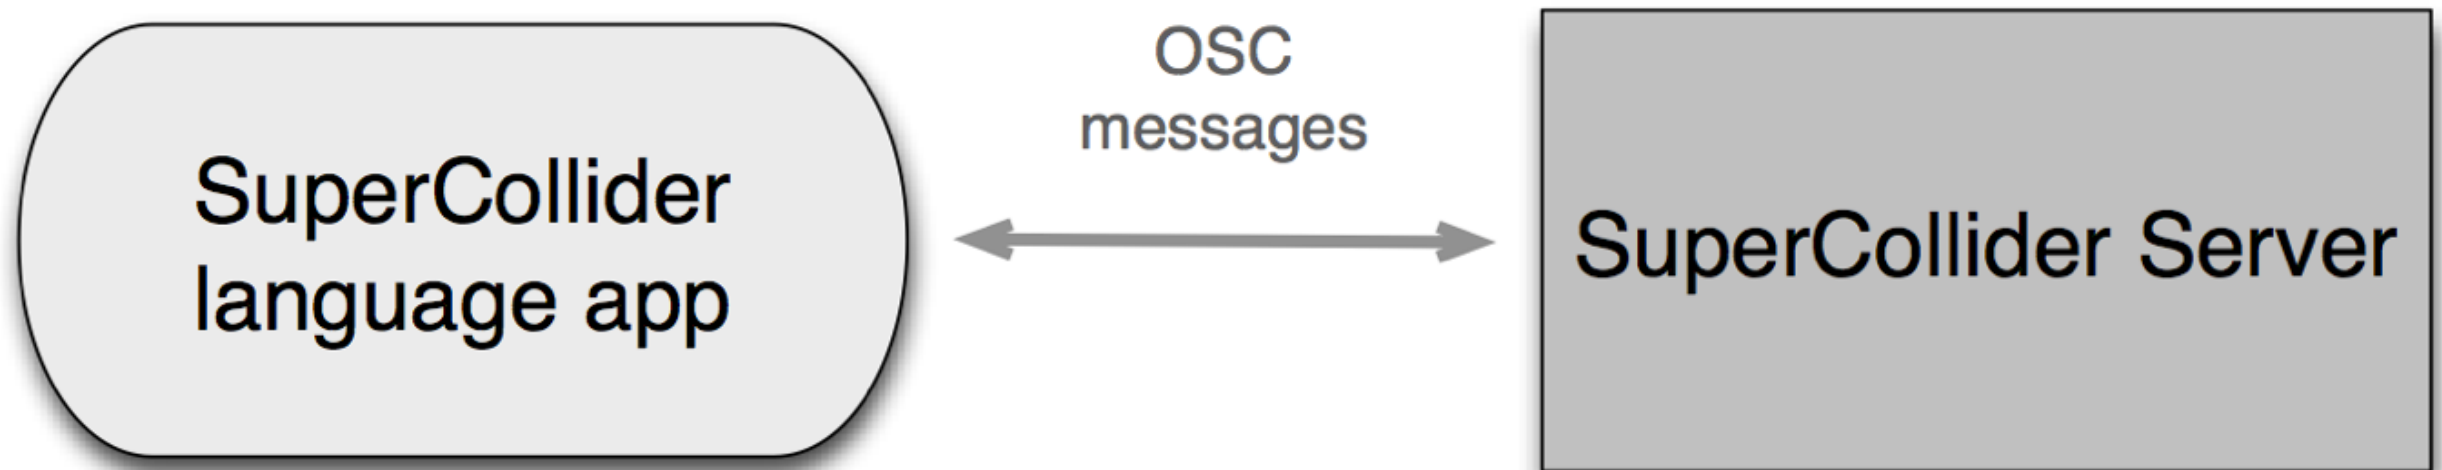 SuperCollider
language app
OSC
messages
SuperCollider Server